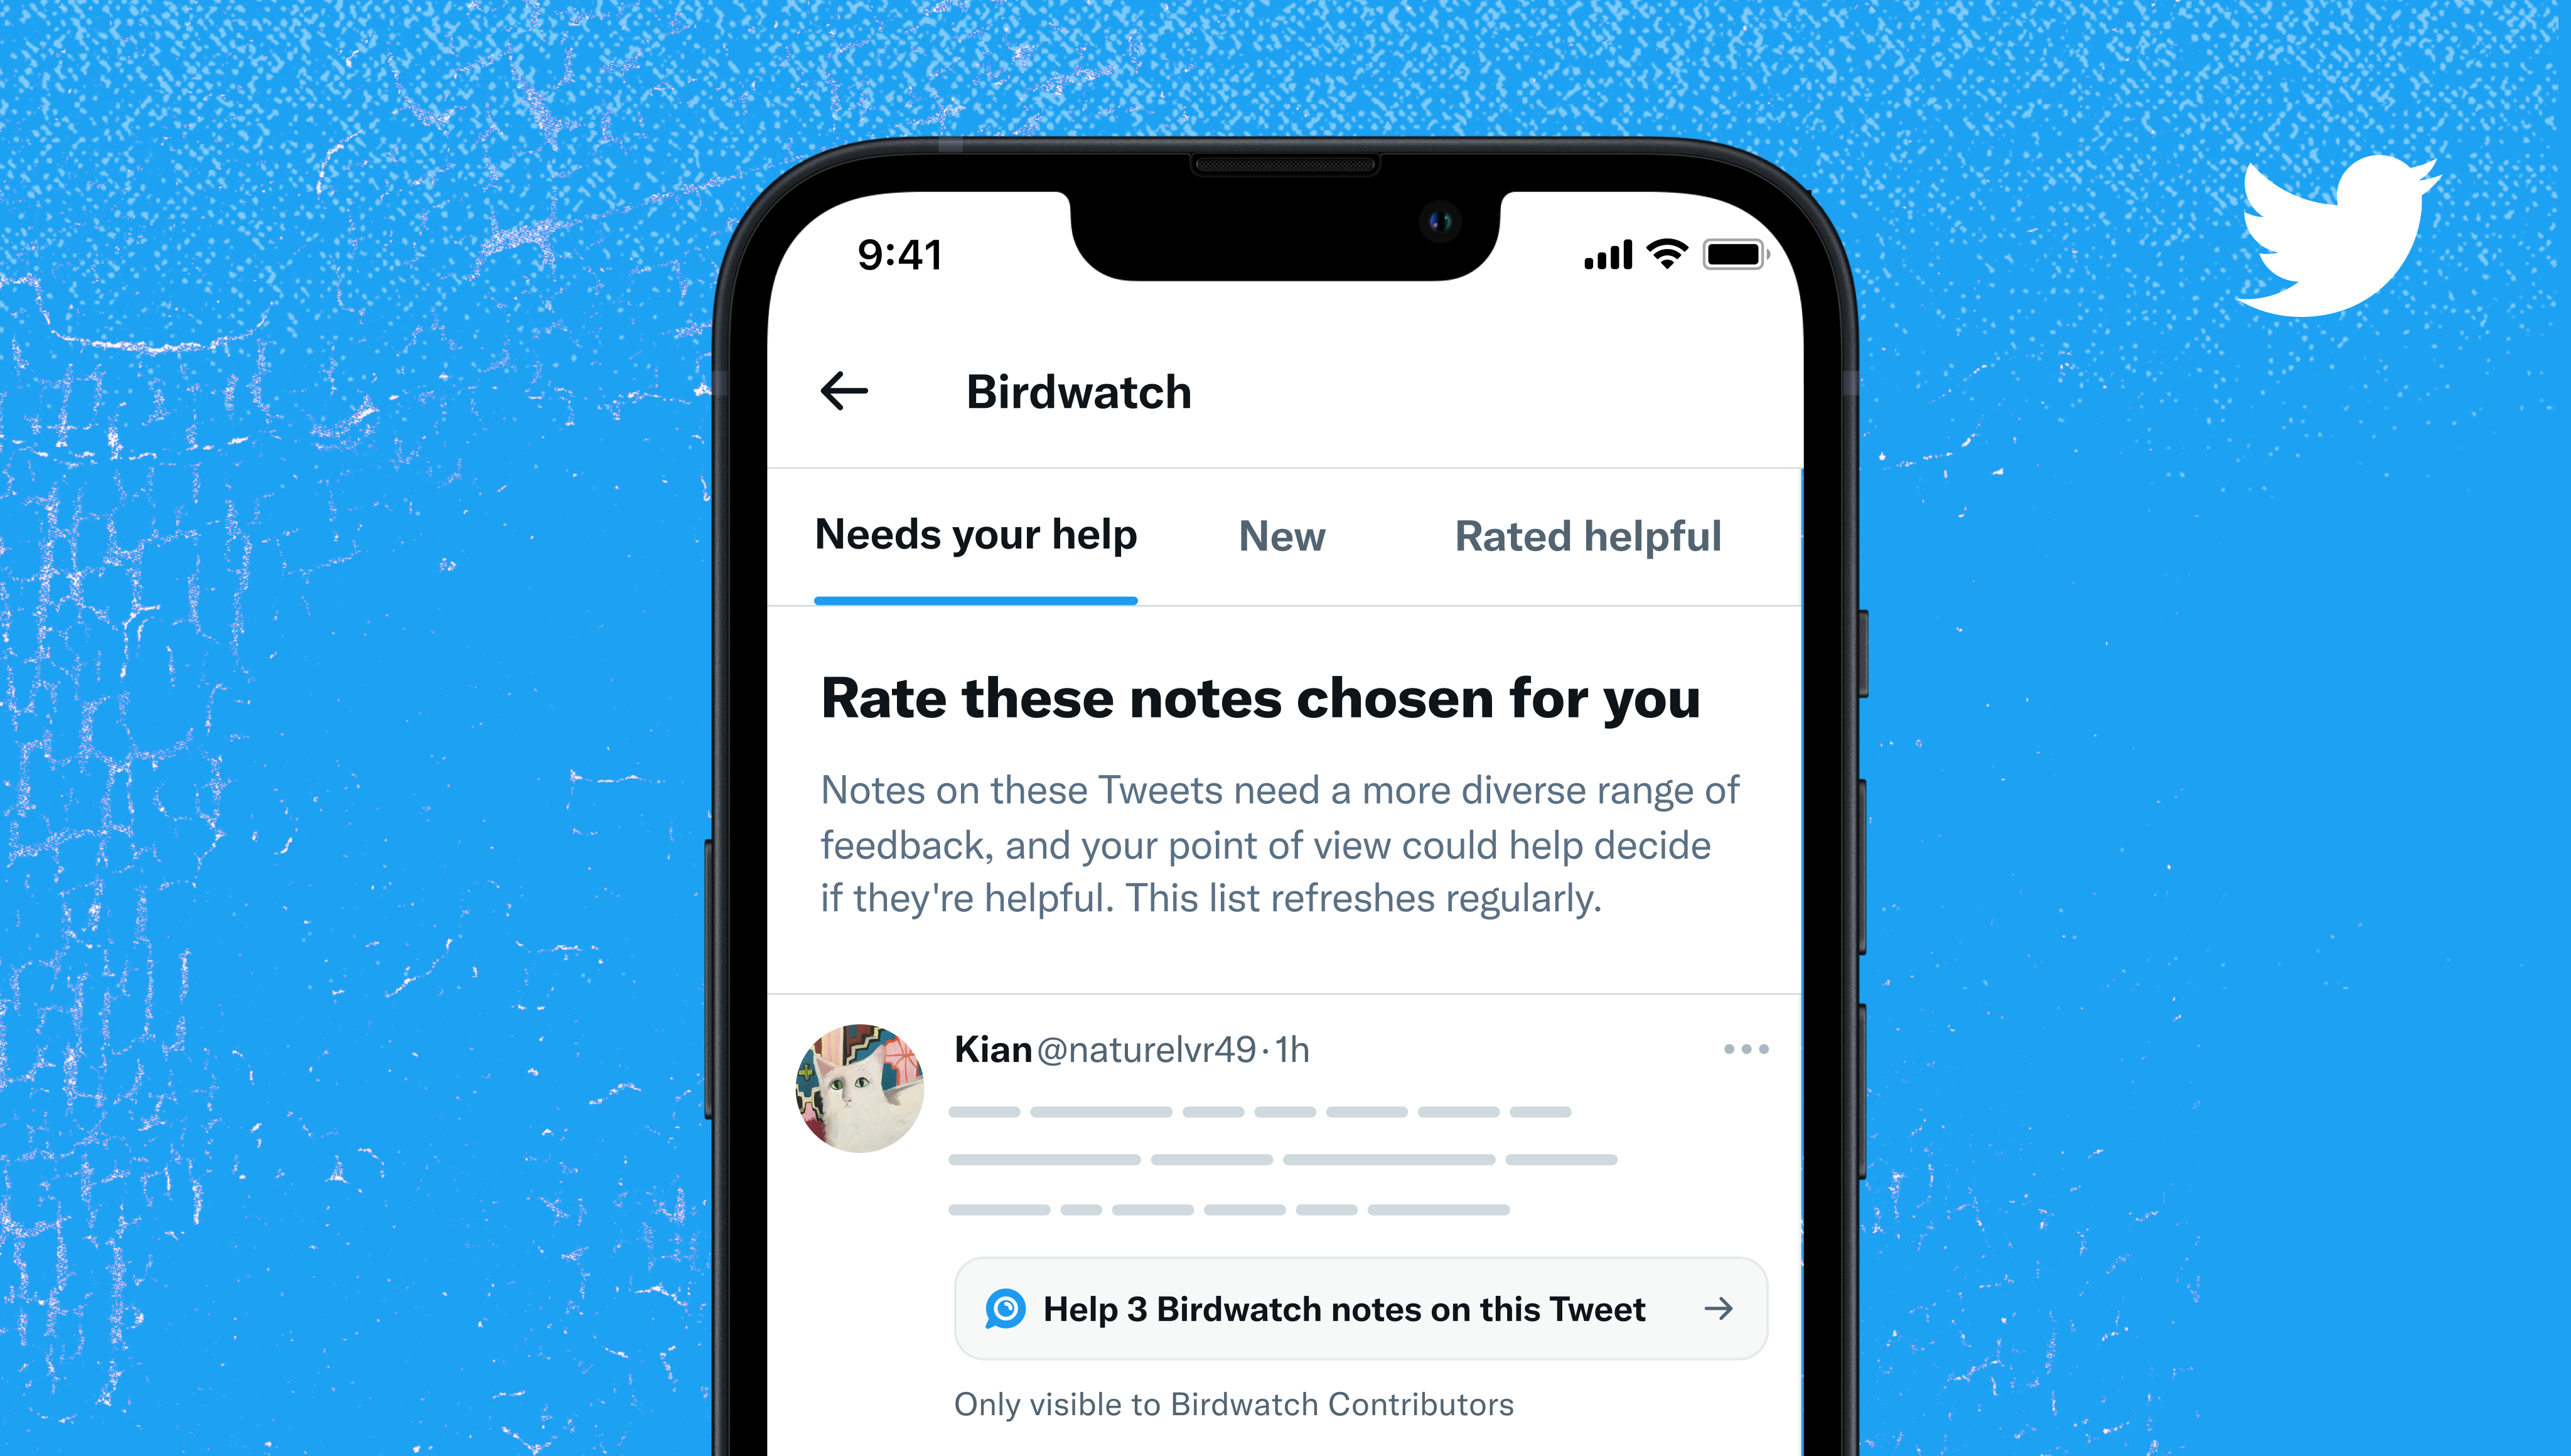 9:41
Birdwatch
Needs your help
New
Rated helpful
Rate these notes chosen for you
Notes on these Tweets need a more diverse range of
feedback, and your point of view could help decide
if they're helpful. This list refreshes regularly.
Kian @naturelvr49 · 1h
Help 3 Birdwatch notes on this Tweet
Only visible to Birdwatch Contributors